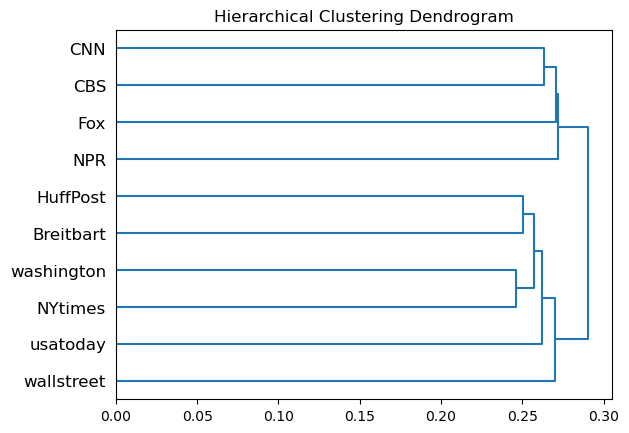 Hierarchical Clustering Dendrogram
CNN
CBS
Fox
NPR
HuffPost
Breitbart
washington
NYtimes
usatoday
wallstreet
0.00 0.05 0.10 0.15 0.20 0.25 0.30